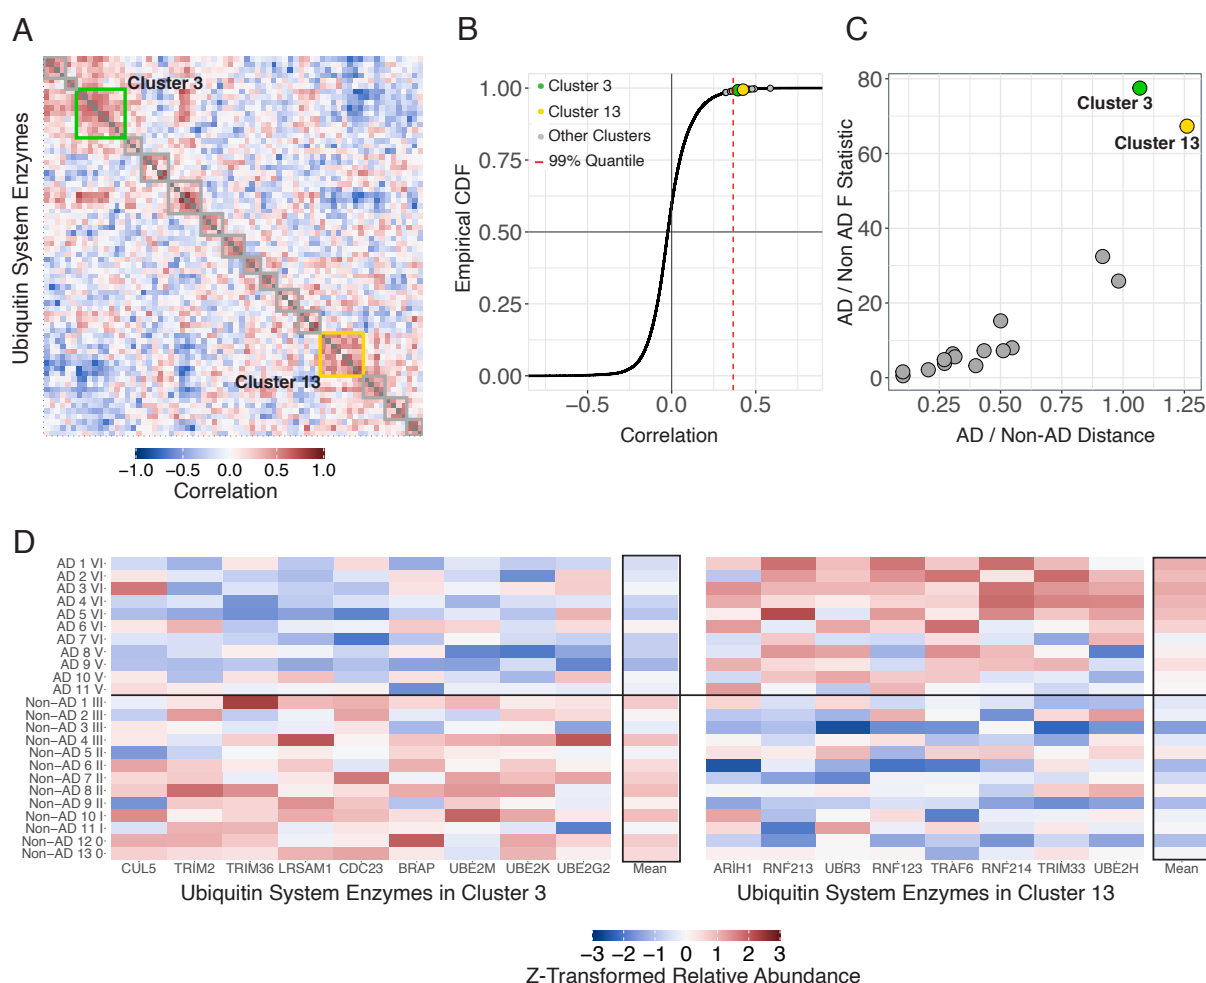 A
Cluster 3
Cluster 13
Ubiquitin System Enzymes
−1.0 −0.5 0.0 0.5 1.0
Correlation
B
Cluster 3
Cluster 13
Other Clusters
99% Quantile
1.00
0.75
0.50
0.25
0.00
Empirical CDF
−0.5 0.0 0.5
Correlation
C
Cluster 3
Cluster 13
80
60
40
20
0
AD / Non AD F Statistic
0.25 0.50 0.75 1.00 1.25
AD / Non-AD Distance
D
AD 1 VI
AD 2 VI
AD 3 VI
AD 4 VI
AD 5 VI
AD 6 VI
AD 7 VI
AD 8 V
AD 9 V
AD 10 V
AD 11 V
Non−AD 1 III
Non−AD 2 III
Non−AD 3 III
Non−AD 4 III
Non−AD 5 II
Non−AD 6 II
Non−AD 7 II
Non−AD 8 II
Non−AD 9 II
Non−AD 10 I
Non−AD 11 I
Non−AD 12 0
Non−AD 13 0
CUL5 TRIM2 TRIM36 LRSAM1 CDC23 BRAP UBE2M UBE2K UBE2G2 Mean
Ubiquitin System Enzymes in Cluster 3
ARIH1 RNF213 UBR3 RNF123 TRAF6 RNF214 TRIM33 UBE2H Mean
Ubiquitin System Enzymes in Cluster 13
−3 −2 −1 0 1 2 3
Z-Transformed Relative Abundance